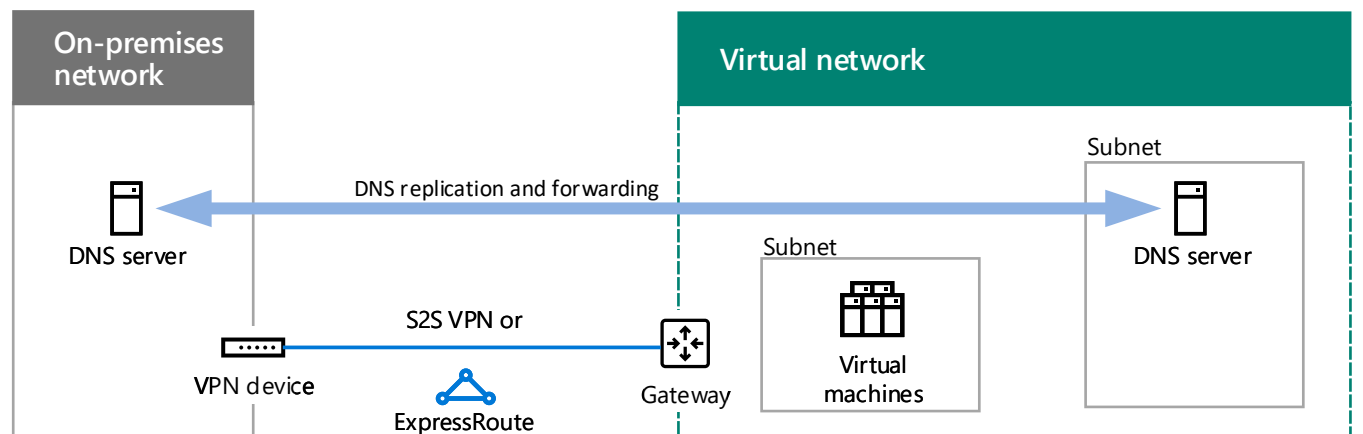 On-premises
network
Virtual network
Subnet
DNS replication and forwarding
DNS server
DNS server
Subnet
S2S VPN or
Virtual
machines
VPN device
Gateway
ExpressRoute